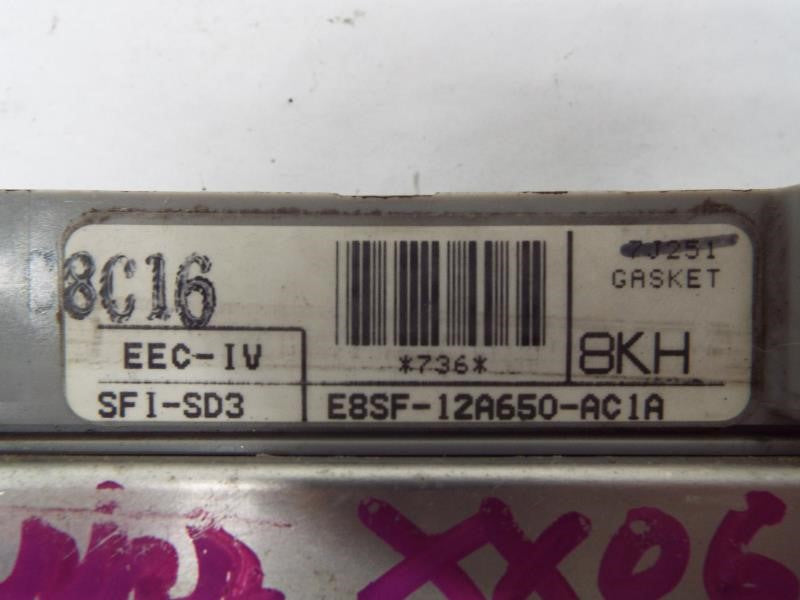 8C16
7J251
GASKET
EEC-IV
*736*
8KH
SFI-SD3
E8SF-12A650-AC1A
XX06